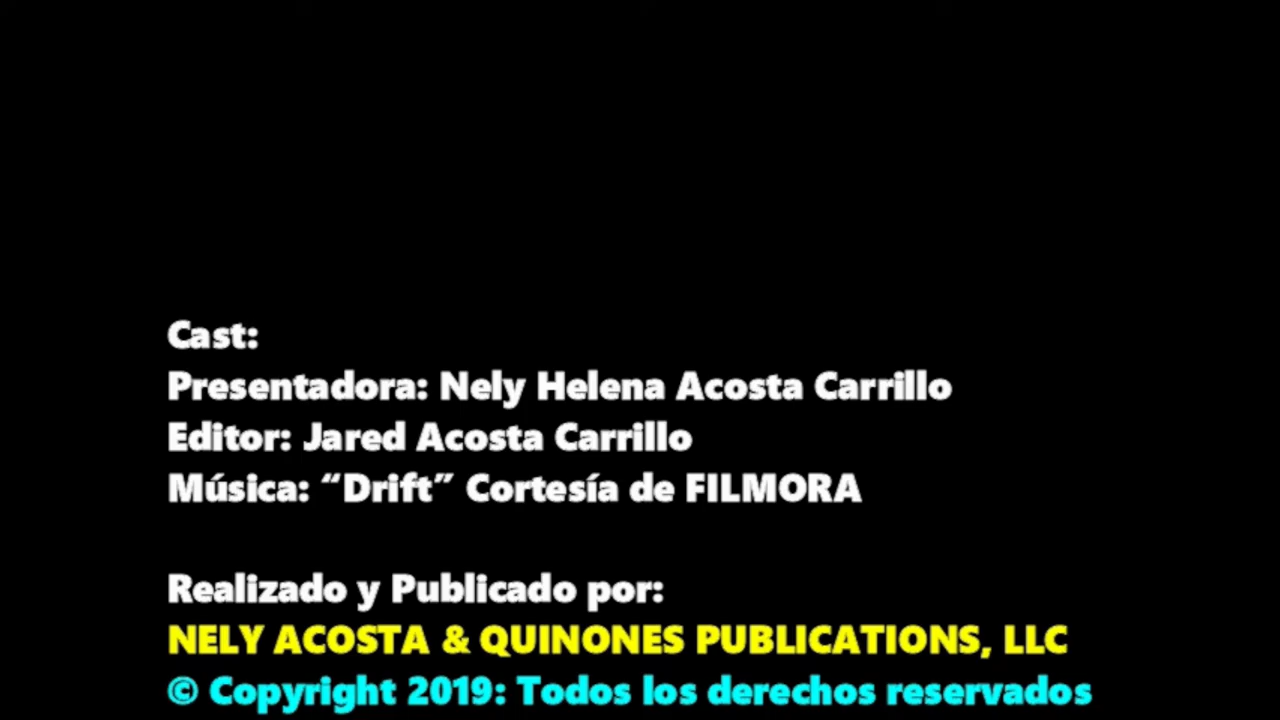 Cast:
Presentadora: Nely Helena Acosta Carrillo
Editor: Jared Acosta Carrillo
Música: “Drift” Cortesía de FILMORA
Realizado y Publicado por:
NELY ACOSTA & QUINONES PUBLICATIONS, LLC
© Copyright 2019: Todos los derechos reservados